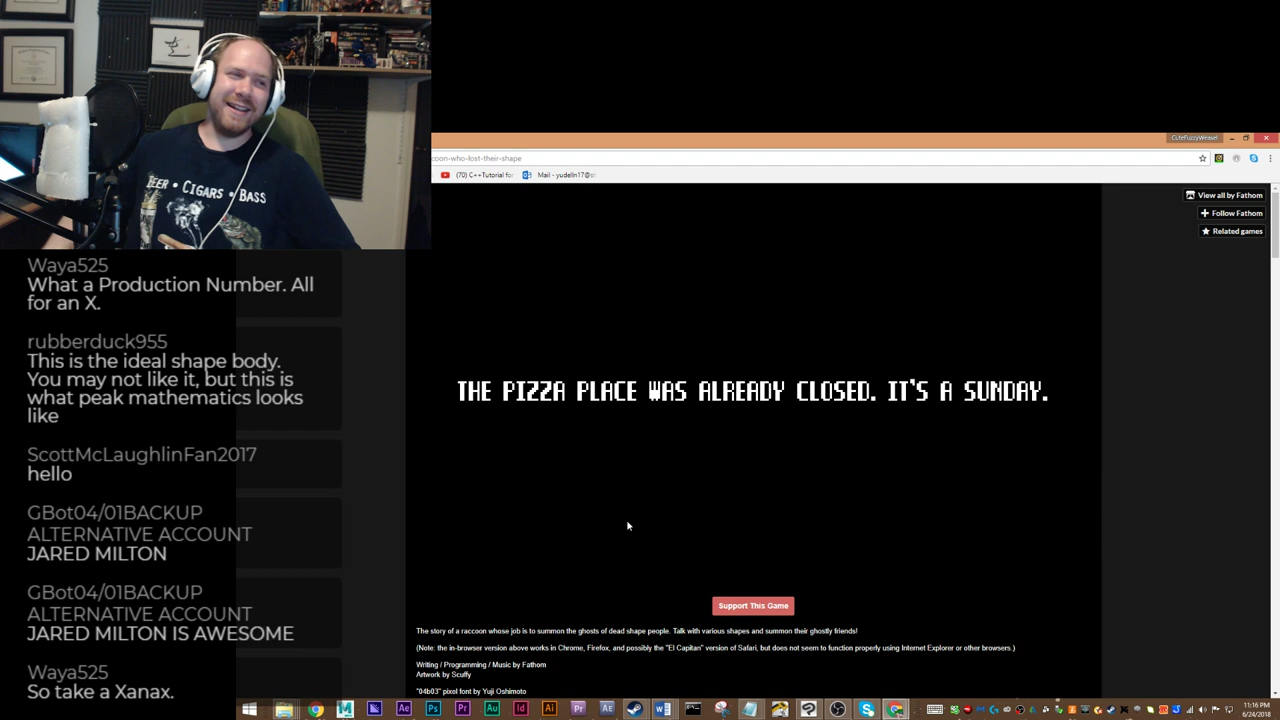 BEER • CIGARS • BASS
CuteFuzzyWeasel
coon-who-lost-their-shape
(70) C++Tutorial for
Mail - yudelln17@s
View all by Fathom
Follow Fathom
Related games
Waya525
What a Production Number. All
for an X.
rubberduck955
This is the ideal shape body.
You may not like it, but this is
what peak mathematics looks
like
ScottMcLaughlinFan2017
hello
GBot04/01BACKUP
ALTERNATIVE ACCOUNT
JARED MILTON
GBot04/01BACKUP
ALTERNATIVE ACCOUNT
JARED MILTON IS AWESOME
Waya525
So take a Xanax.
THE PIZZA PLACE WAS ALREADY CLOSED. IT'S A SUNDAY.
Support This Game
The story of a raccoon whose job is to summon the ghosts of dead shape people. Talk with various shapes and summon their ghostly friends!
(Note: the in-browser version above works in Chrome, Firefox, and possibly the "El Capitan" version of Safari, but does not seem to function properly using Internet Explorer or other browsers.)
Writing / Programming / Music by Fathom
Artwork by Scuffy
"04b03" pixol font by Yuji Oshimoto
11:16 PM
6/24/2018